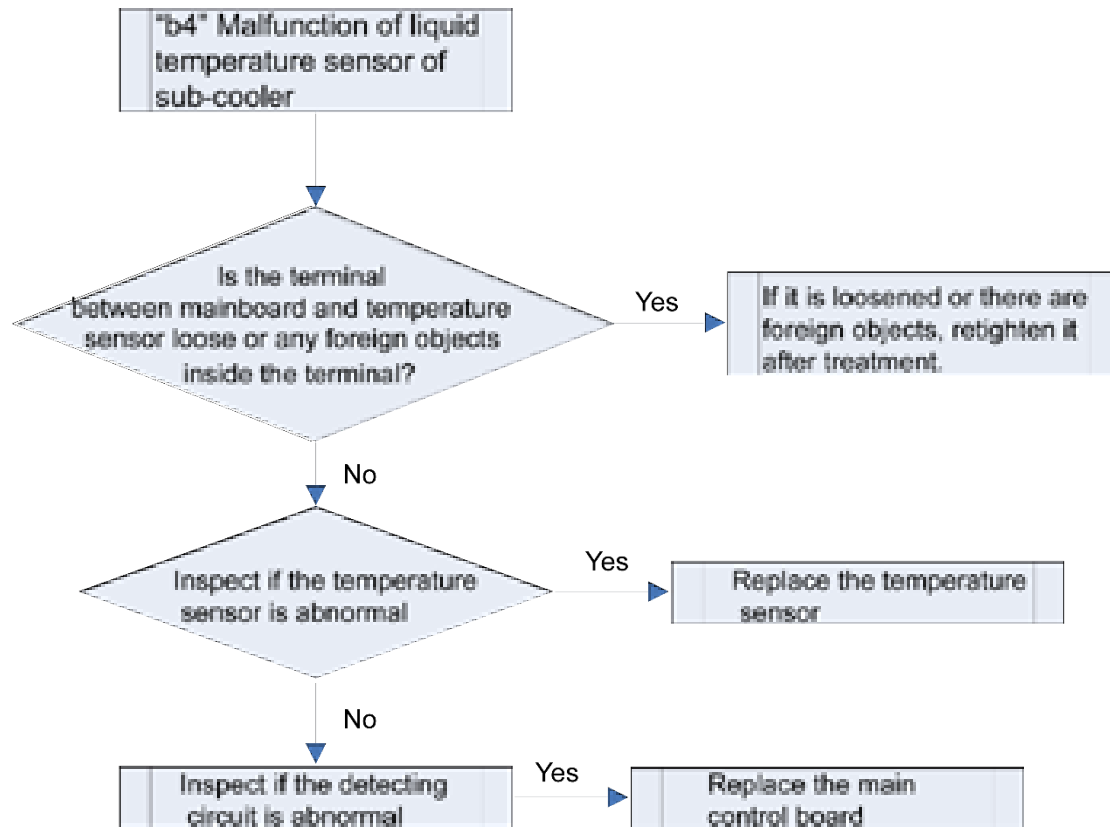 "b4" Malfunction of liquid
temperature sensor of
sub-cooler
Is the terminal
between mainboard and temperature
sensor loose or any foreign objects
inside the terminal?
Yes
If it is loosened or there are
foreign objects, retighten it
after treatment.
No
Inspect if the temperature
sensor is abnormal
Yes
Replace the temperature
sensor
No
Inspect if the detecting
circuit is abnormal
Yes
Replace the main
control board